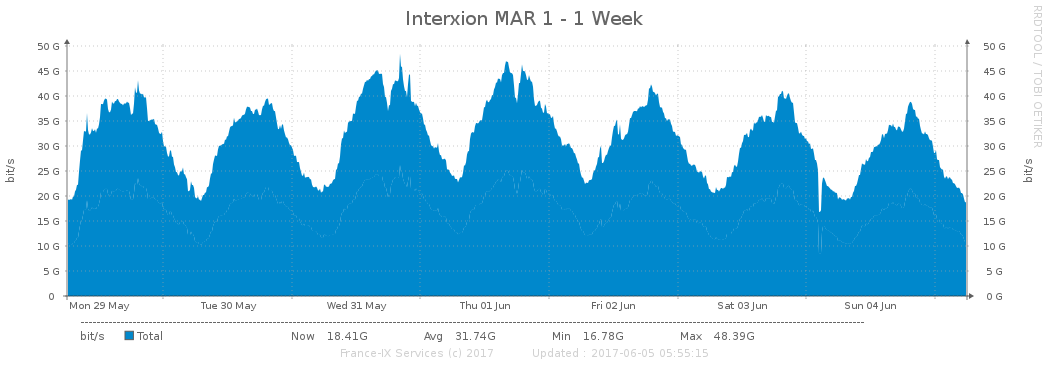 Interxion MAR 1 - 1 Week
RRDTOOL / TOBI OETIKER
bit/s
50 G 50 G
45 G 45 G
40 G 40 G
35 G 35 G
30 G 30 G
25 G 25 G
20 G 20 G
15 G 15 G
10 G 10 G
5 G 5 G
0 0 G
bit/s
Mon 29 May Tue 30 May Wed 31 May Thu 01 Jun Fri 02 Jun Sat 03 Jun Sun 04 Jun
bit/s Total Now 18.41G Avg 31.74G Min 16.78G Max 48.39G
France-IX Services (c) 2017 Updated : 2017-06-05 05:55:15